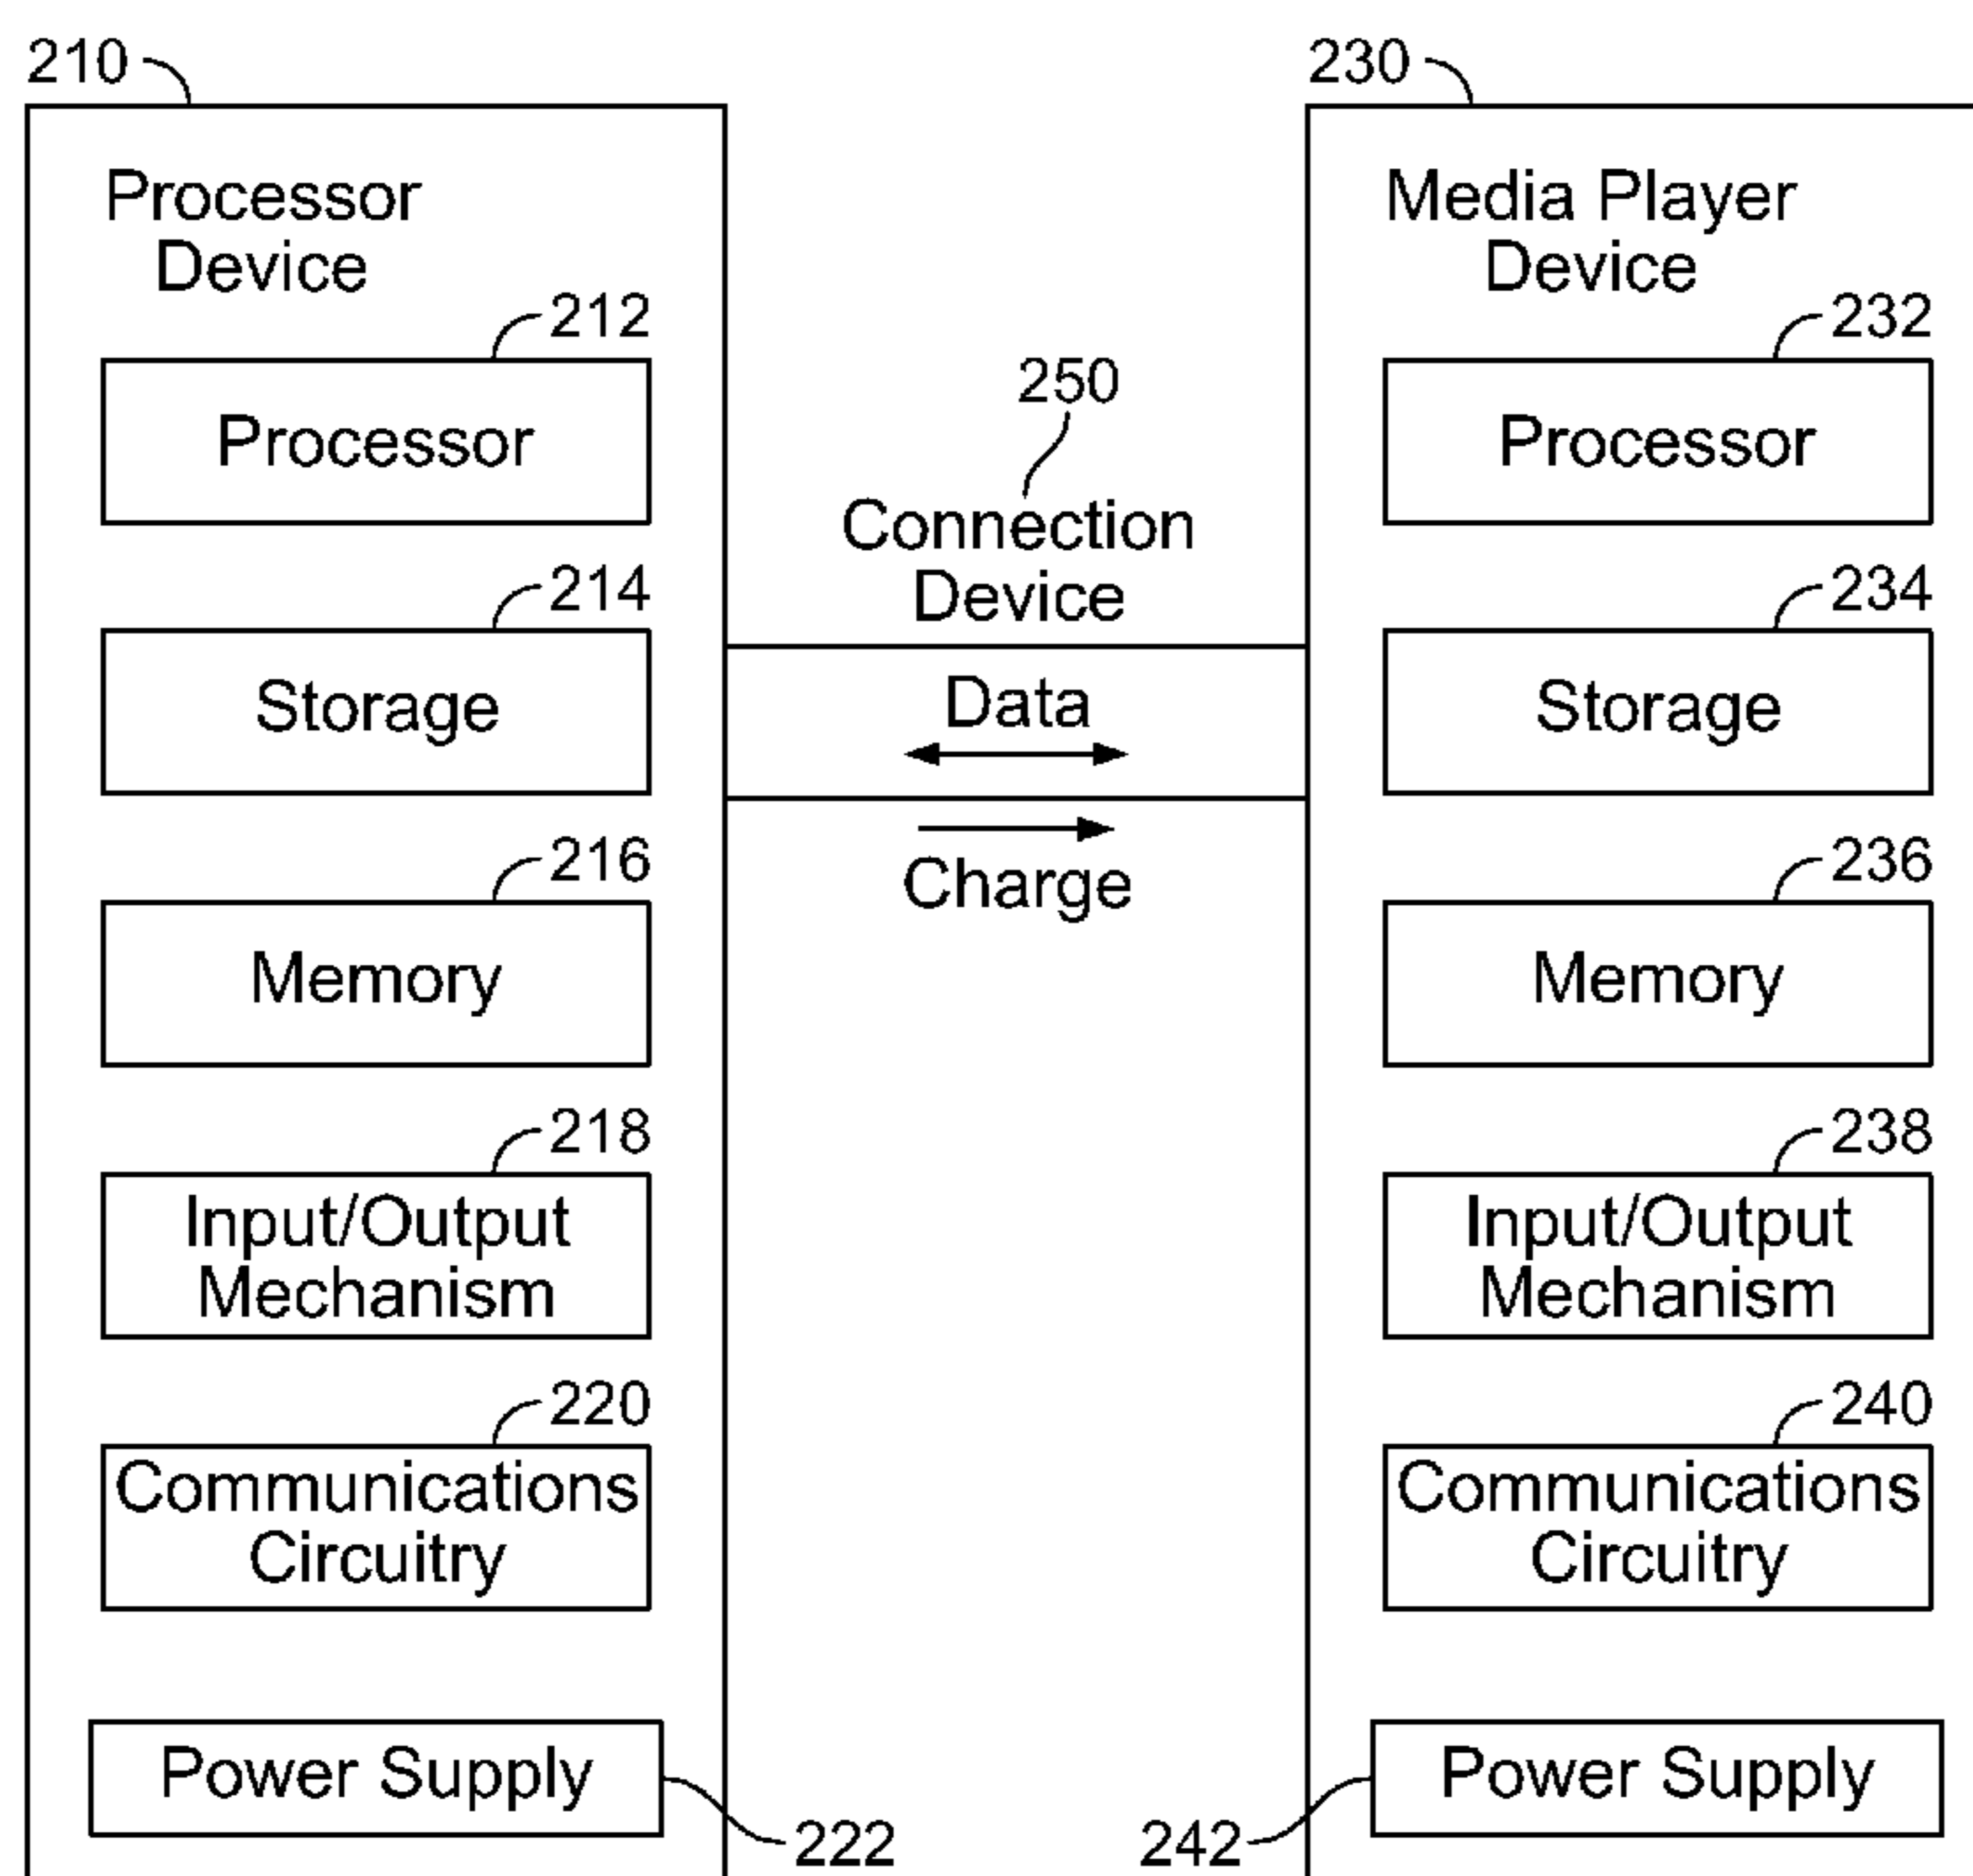 210
Processor
Device
212
Processor
214
Storage
216
Memory
218
Input/Output
Mechanism
220
Communications
Circuitry
Power Supply
222
250
Connection
Device
Data
Charge
230
Media Player
Device
232
Processor
234
Storage
236
Memory
238
Input/Output
Mechanism
240
Communications
Circuitry
Power Supply
242